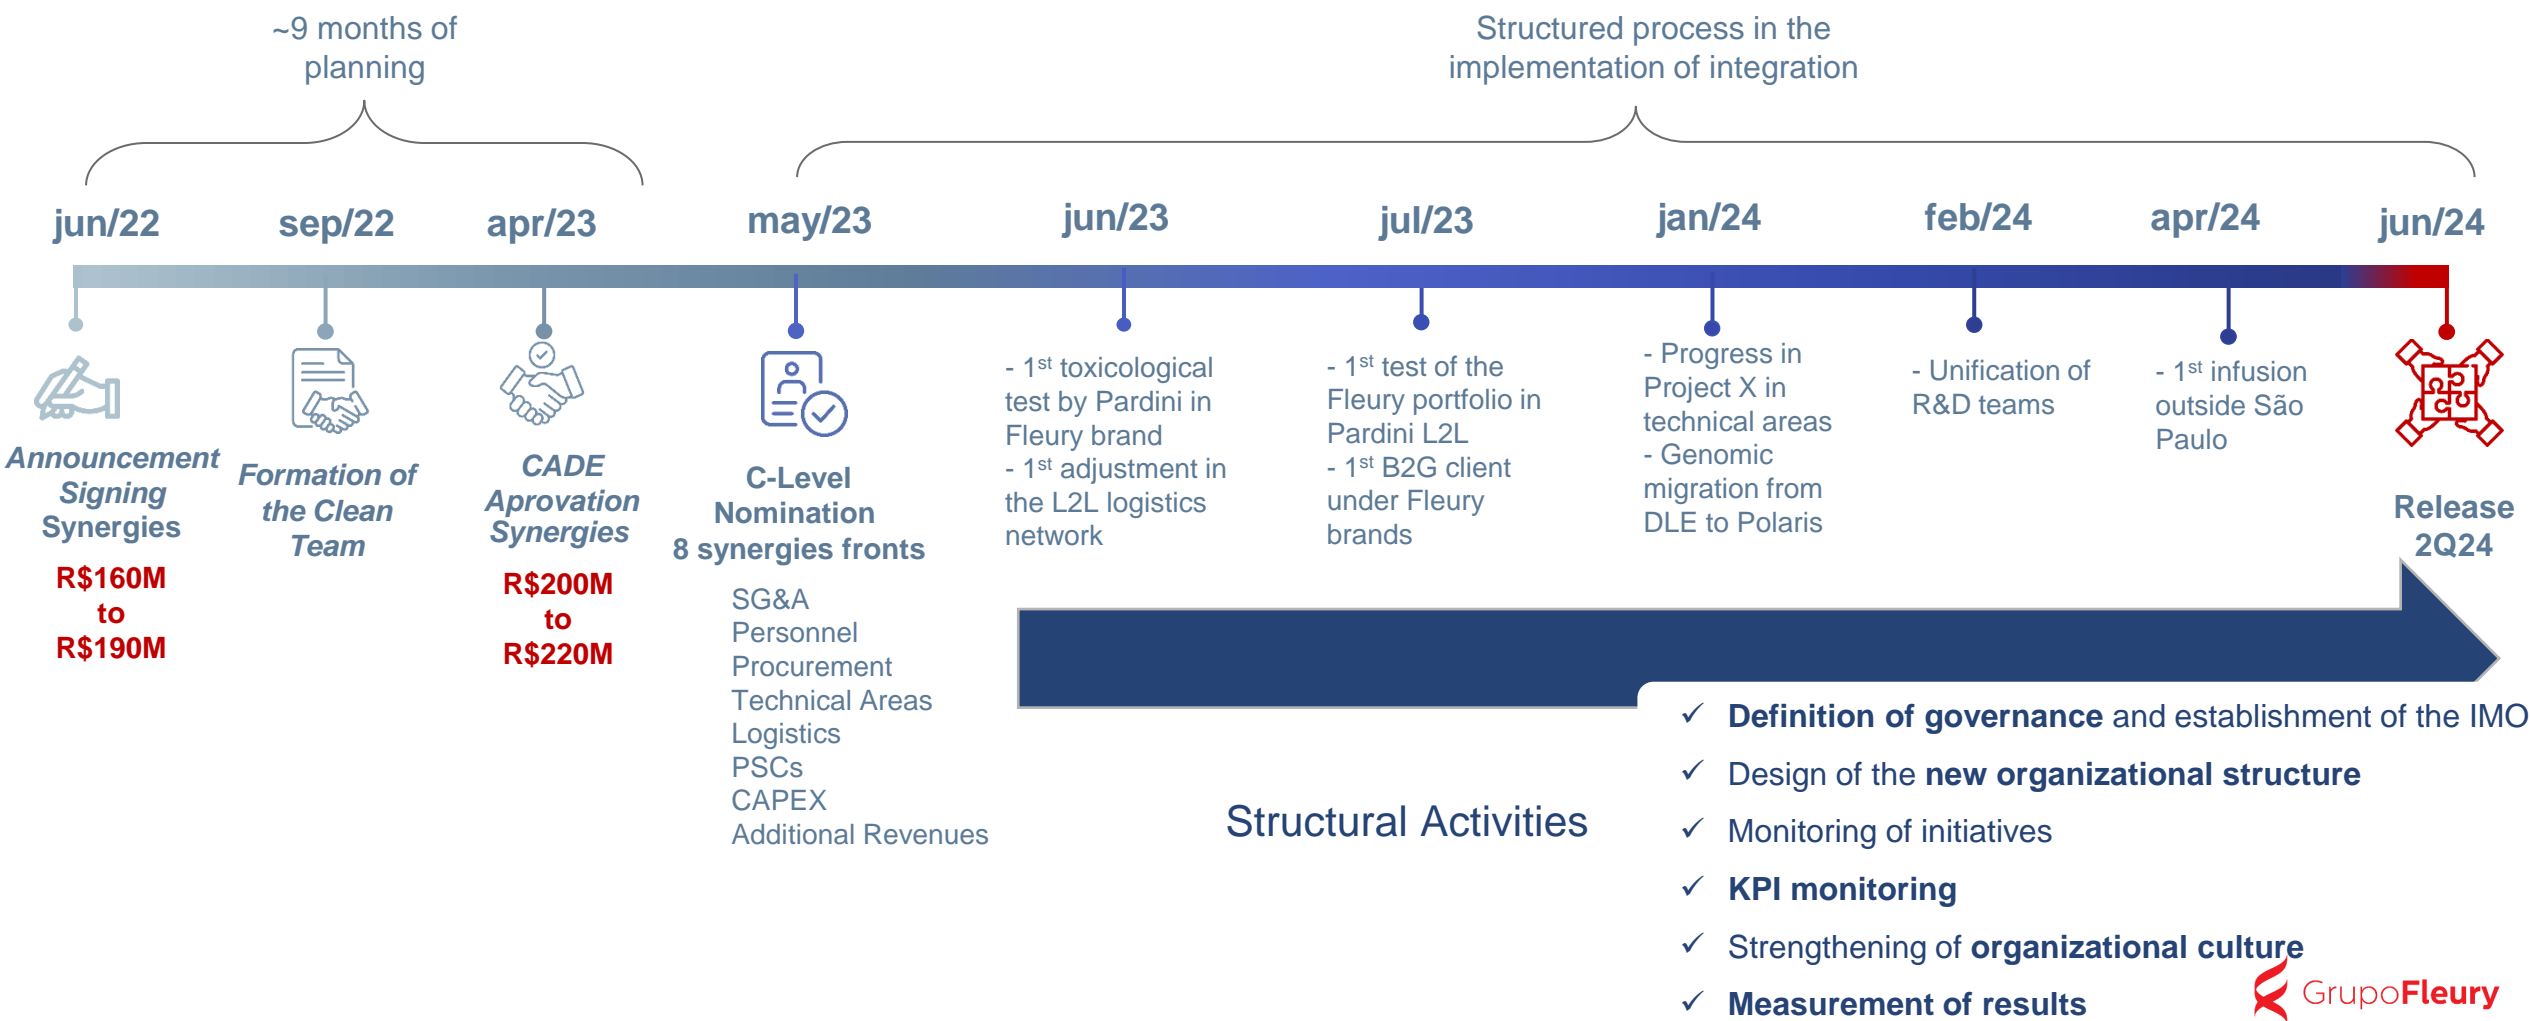 ~9 months of
planning
Structured process in the
implementation of integration
jun/22
sep/22
apr/23
may/23
jun/23
jul/23
jan/24
feb/24
apr/24
jun/24
Announcement
Signing
Synergies
R$160M
to
R$190M
Formation of
the Clean
Team
CADE
Aprovation
Synergies
R$200M
to
R$220M
C-Level
Nomination
8 synergies fronts
SG&A
Personnel
Procurement
Technical Areas
Logistics
PSCs
CAPEX
Additional Revenues
- 1st toxicological
test by Pardini in
Fleury brand
- 1st adjustment in
the L2L logistics
network
- 1st test of the
Fleury portfolio in
Pardini L2L
- 1st B2G client
under Fleury
brands
- Progress in
Project X in
technical areas
- Genomic
migration from
DLE to Polaris
- Unification of
R&D teams
- 1st infusion
outside São
Paulo
Release
2Q24
Structural Activities
✓ Definition of governance and establishment of the IMO
✓ Design of the new organizational structure
✓ Monitoring of initiatives
✓ KPI monitoring
✓ Strengthening of organizational culture
✓ Measurement of results
GrupoFleury